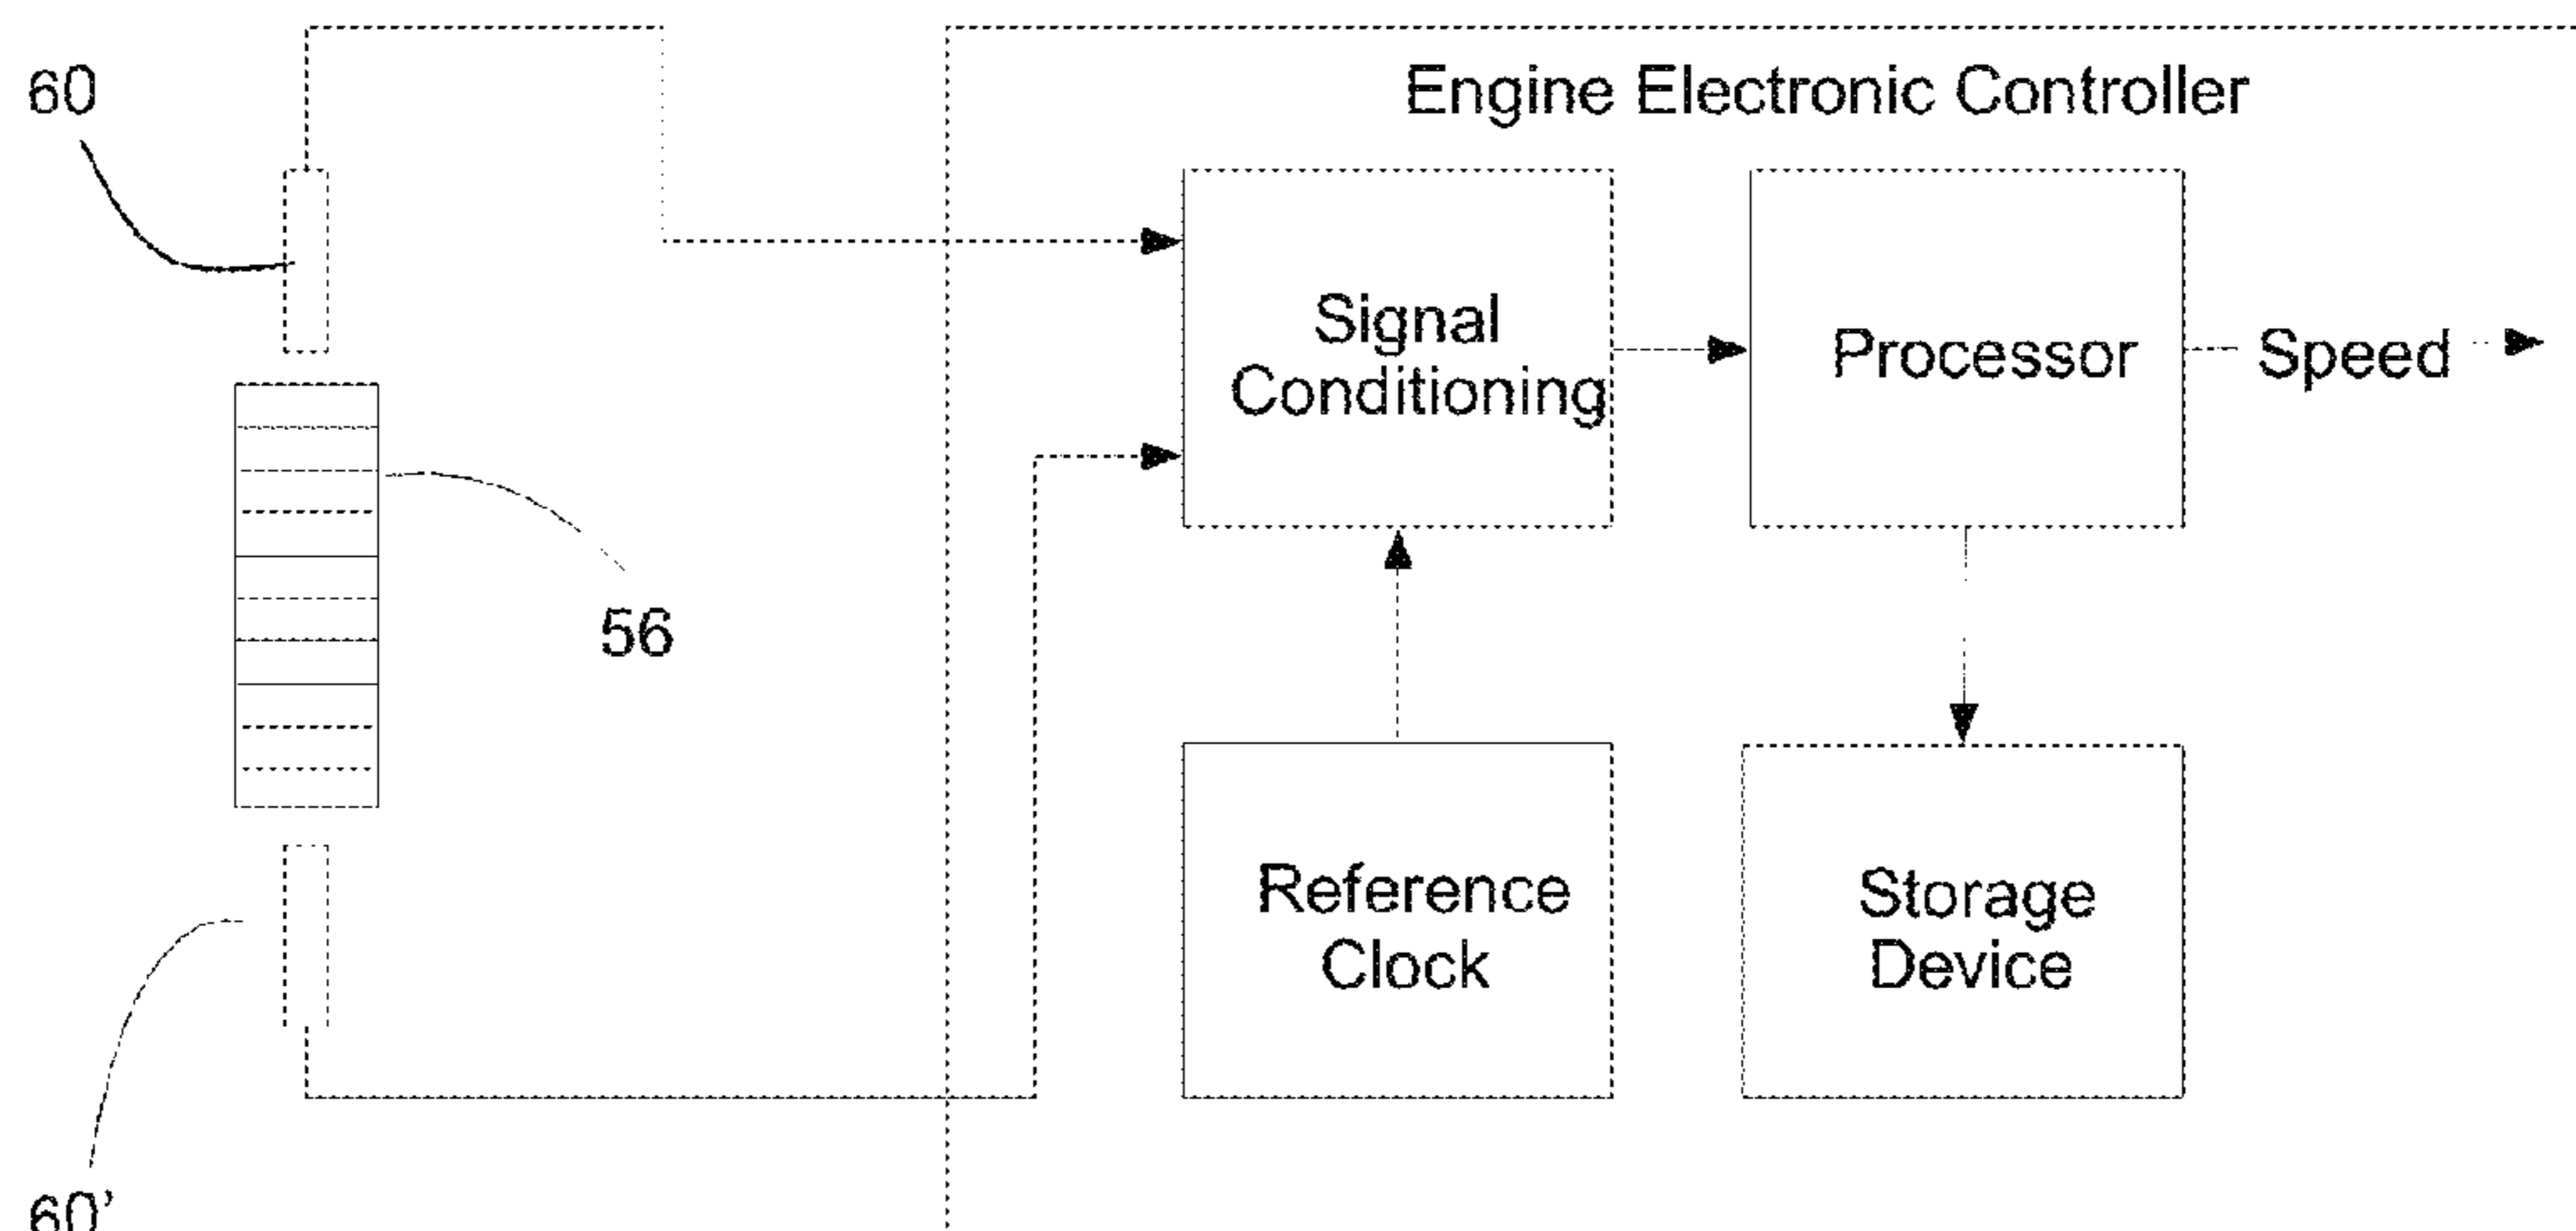 Engine Electronic Controller
60
Signal
Conditioning
Processor
Speed
56
Reference
Clock
Storage
Device
60’